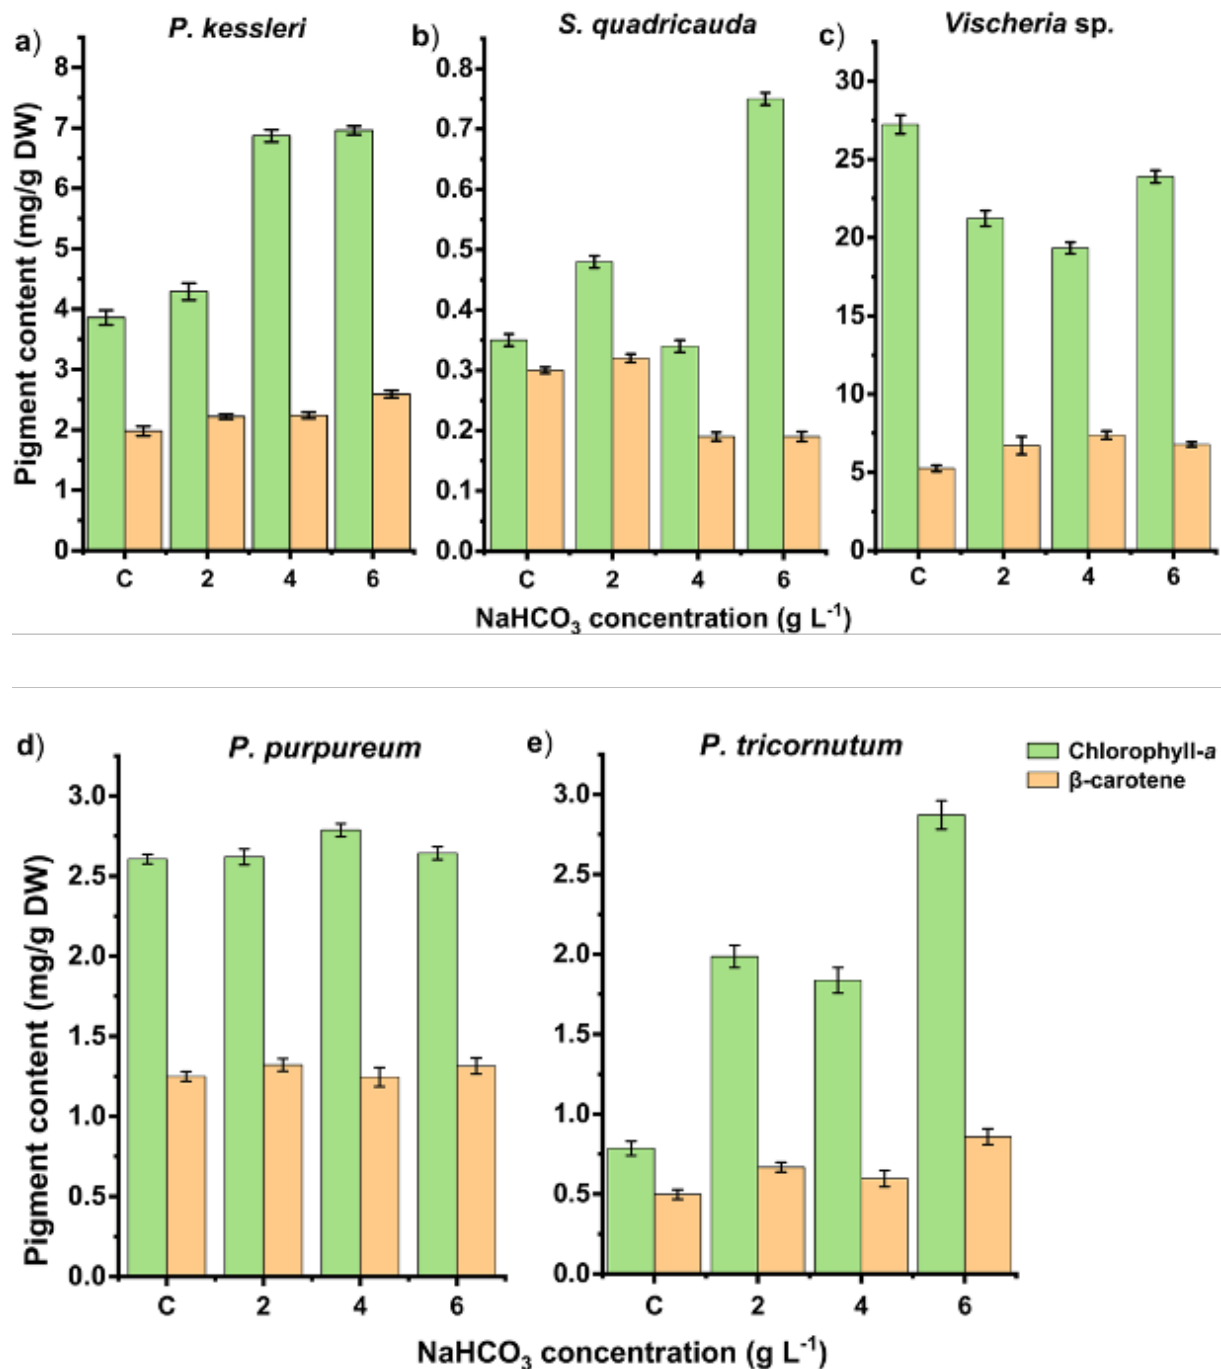 a) P. kessleri
b) S. quadricauda
c) Vischeria sp.
Pigment content (mg/g DW)
8
7
6
5
4
3
2
1
0
C 2 4 6
0.8
0.7
0.6
0.5
0.4
0.3
0.2
0.1
0.0
C 2 4 6
30
25
20
15
10
5
0
C 2 4 6
NaHCO₃ concentration (g L⁻¹)
d) P. purpureum
e) P. tricornutum
Chlorophyll-a
β-carotene
Pigment content (mg/g DW)
3.0
2.5
2.0
1.5
1.0
0.5
0.0
C 2 4 6
3.0
2.5
2.0
1.5
1.0
0.5
0.0
C 2 4 6
NaHCO₃ concentration (g L⁻¹)